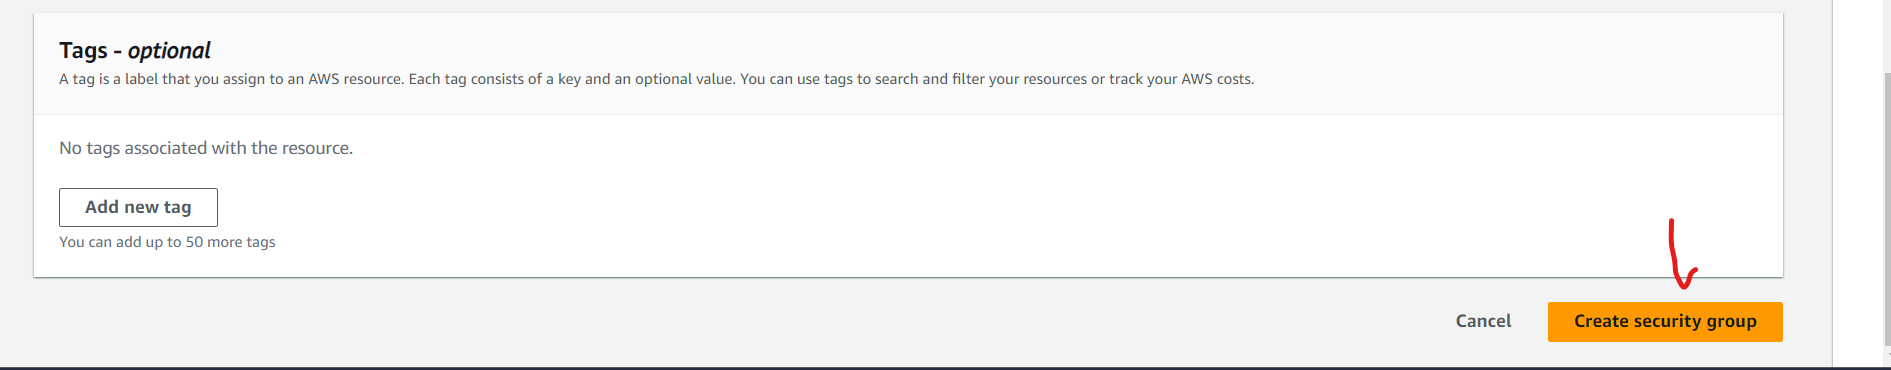 Tags - optional
A tag is a label that you assign to an AWS resource. Each tag consists of a key and an optional value. You can use tags to search and filter your resources or track your AWS costs.
No tags associated with the resource.
Add new tag
You can add up to 50 more tags
Cancel
Create security group